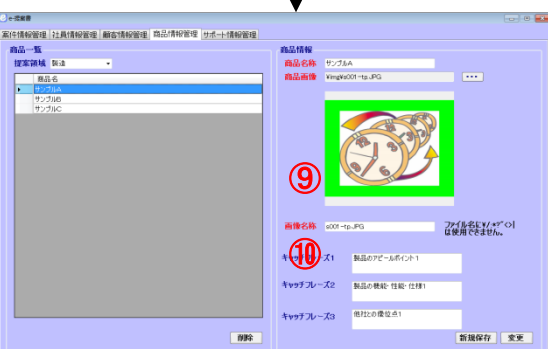 e-提案書
案件情報管理 社員情報管理 顧客情報管理 商品情報管理 サポート情報管理
商品一覧
提案領域 製造
商品名
サンプルA
サンプルB
サンプルC
削除
商品情報
商品名称 サンプルA
商品画像 ¥img¥s001-tp.JPG ...
⑨
画像名称 s001-tp.JPG
ファイル名に¥/:*?"<>|
は使用できません。
⑩
キャッチフレーズ1 製品のアピールポイント1
キャッチフレーズ2 製品の機能・性能・仕様1
キャッチフレーズ3 他社との優位点1
新規保存 変更